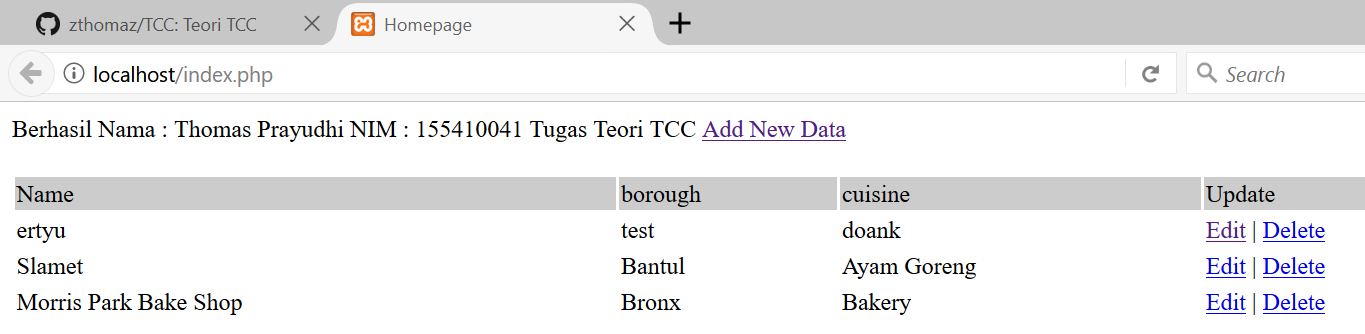 zthomaz/TCC: Teori TCC Homepage
localhost/index.php Search
Berhasil Nama : Thomas Prayudhi NIM : 155410041 Tugas Teori TCC Add New Data
Name borough cuisine Update
ertyu test doank Edit | Delete
Slamet Bantul Ayam Goreng Edit | Delete
Morris Park Bake Shop Bronx Bakery Edit | Delete